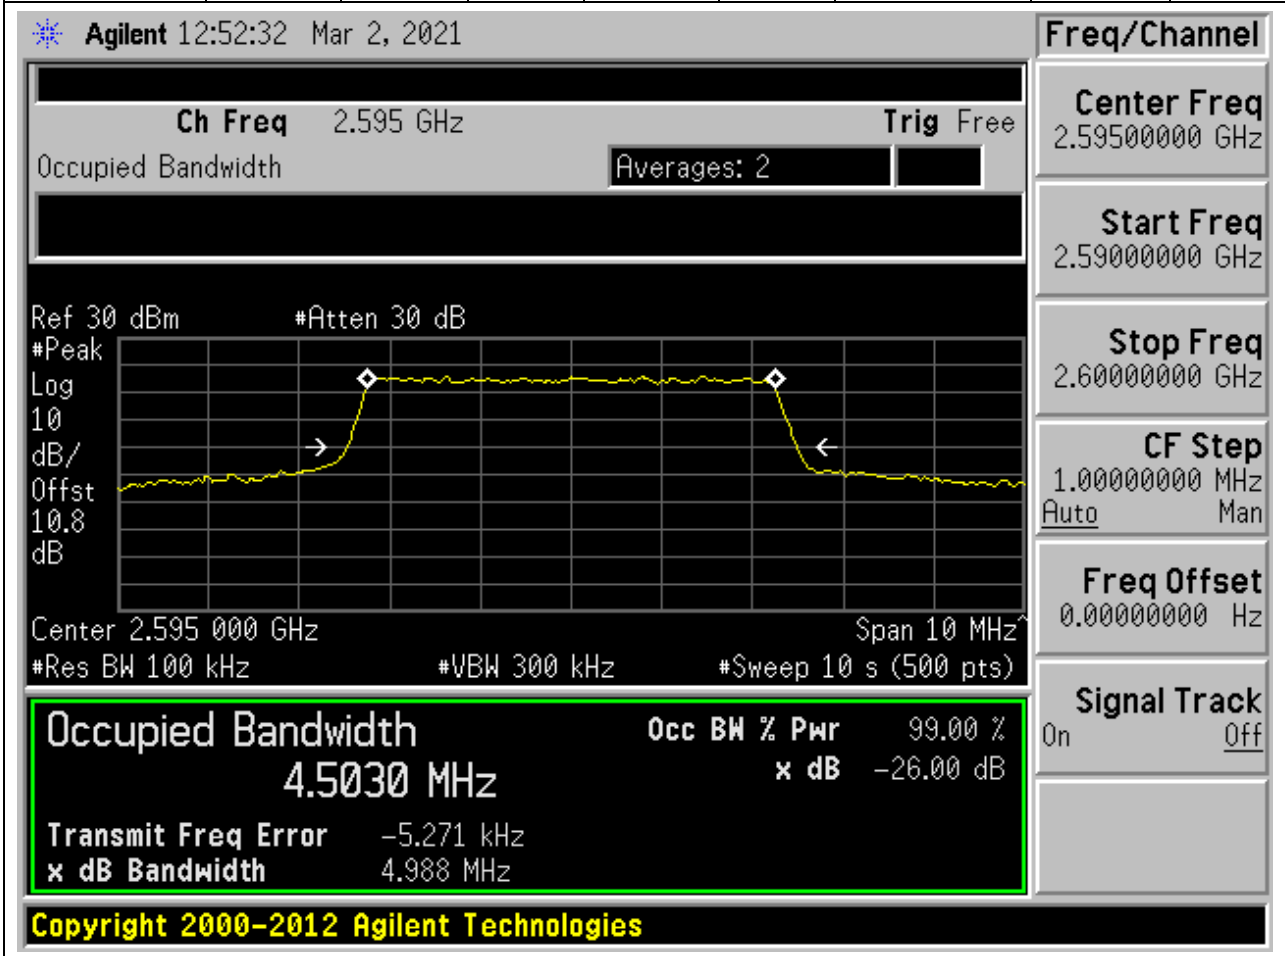 Agilent 12:52:32 Mar 2, 2021
Ch Freq 2.595 GHz Trig Free
Occupied Bandwidth Averages: 2
Ref 30 dBm #Atten 30 dB
#Peak
Log
10
dB/
Offst
10.8
dB
Center 2.595 000 GHz Span 10 MHz^
#Res BW 100 kHz #VBW 300 kHz #Sweep 10 s (500 pts)
Occupied Bandwidth Occ BW % Pwr 99.00 %
4.5030 MHz x dB -26.00 dB
Transmit Freq Error -5.271 kHz
x dB Bandwidth 4.988 MHz
Copyright 2000-2012 Agilent Technologies
Freq/Channel
Center Freq
2.59500000 GHz
Start Freq
2.59000000 GHz
Stop Freq
2.60000000 GHz
CF Step
1.00000000 MHz
Auto Man
Freq Offset
0.00000000 Hz
Signal Track
On Off